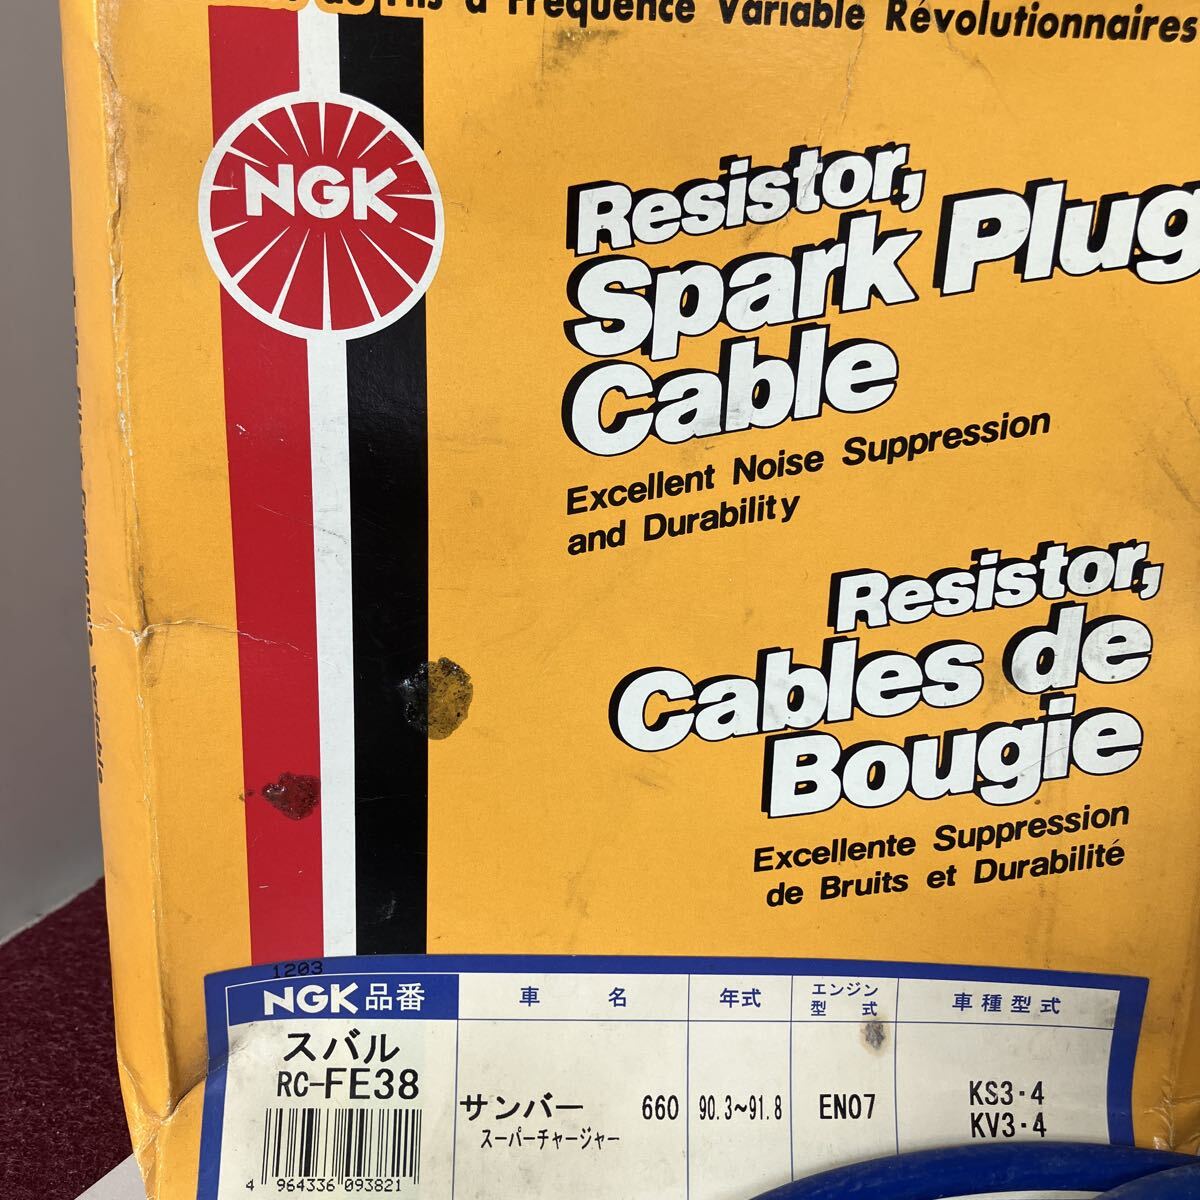 de Fils à Fréquence Variable Révolutionnaires
NGK
Resistor,
Spark Plug
Cable
Excellent Noise Suppression
and Durability
Resistor,
Cables de
Bougie
Excellente Suppression
de Bruits et Durabilité
1203
NGK品番 車 名 年式 エンジン型 式 車種型式
スバル
RC-FE38
サンバー 660 90.3~91.8 EN07 KS3・4
スーパーチャージャー KV3・4
4 964336 093821